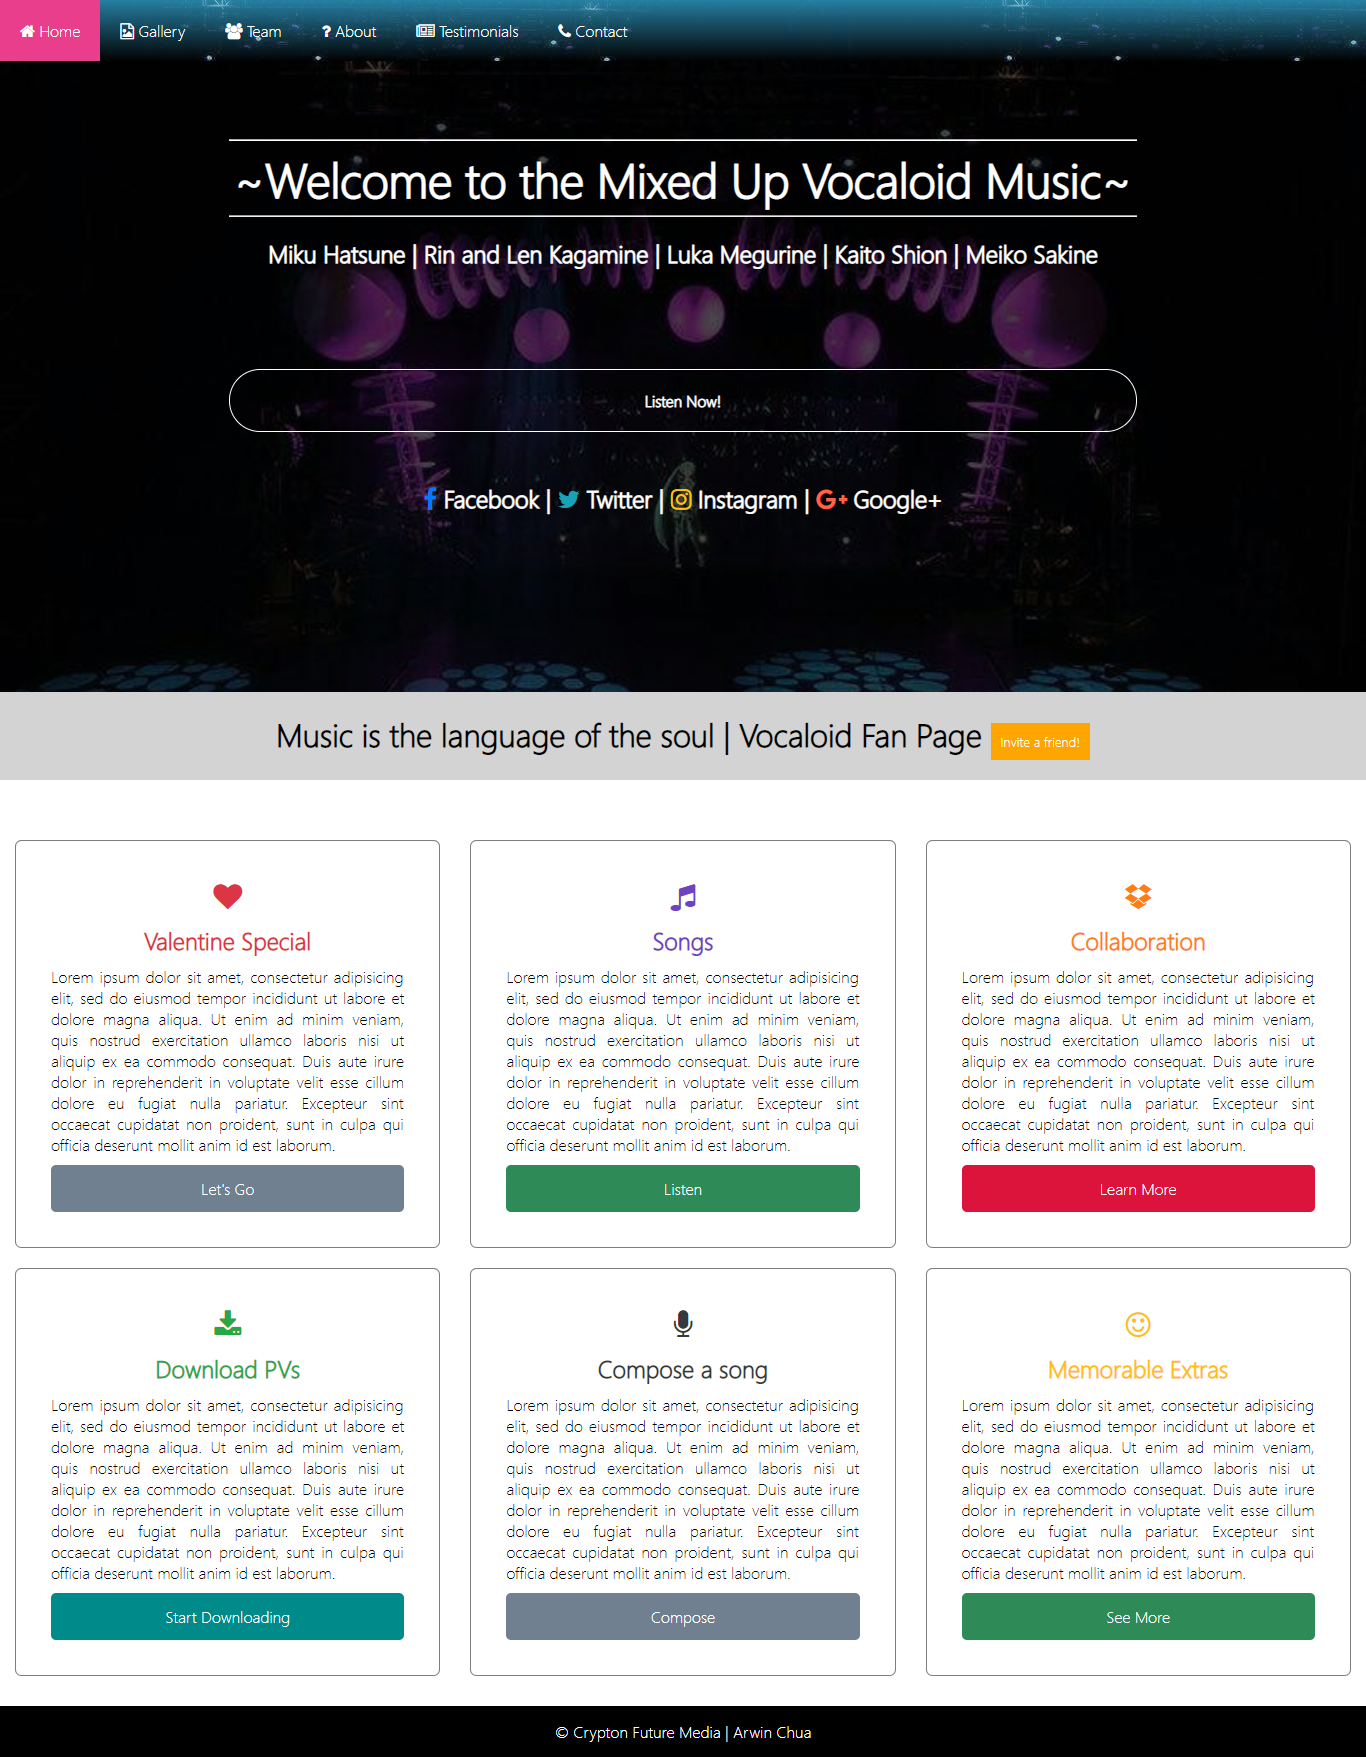 Home Gallery Team ? About Testimonials Contact
~Welcome to the Mixed Up Vocaloid Music~
Miku Hatsune | Rin and Len Kagamine | Luka Megurine | Kaito Shion | Meiko Sakine
Listen Now!
Facebook | Twitter | Instagram | G+ Google+
Music is the language of the soul | Vocaloid Fan Page Invite a friend!
Valentine Special
Lorem ipsum dolor sit amet, consectetur adipisicing
elit, sed do eiusmod tempor incididunt ut labore et
dolore magna aliqua. Ut enim ad minim veniam,
quis nostrud exercitation ullamco laboris nisi ut
aliquip ex ea commodo consequat. Duis aute irure
dolor in reprehenderit in voluptate velit esse cillum
dolore eu fugiat nulla pariatur. Excepteur sint
occaecat cupidatat non proident, sunt in culpa qui
officia deserunt mollit anim id est laborum.
Let's Go
Songs
Lorem ipsum dolor sit amet, consectetur adipisicing
elit, sed do eiusmod tempor incididunt ut labore et
dolore magna aliqua. Ut enim ad minim veniam,
quis nostrud exercitation ullamco laboris nisi ut
aliquip ex ea commodo consequat. Duis aute irure
dolor in reprehenderit in voluptate velit esse cillum
dolore eu fugiat nulla pariatur. Excepteur sint
occaecat cupidatat non proident, sunt in culpa qui
officia deserunt mollit anim id est laborum.
Listen
Collaboration
Lorem ipsum dolor sit amet, consectetur adipisicing
elit, sed do eiusmod tempor incididunt ut labore et
dolore magna aliqua. Ut enim ad minim veniam,
quis nostrud exercitation ullamco laboris nisi ut
aliquip ex ea commodo consequat. Duis aute irure
dolor in reprehenderit in voluptate velit esse cillum
dolore eu fugiat nulla pariatur. Excepteur sint
occaecat cupidatat non proident, sunt in culpa qui
officia deserunt mollit anim id est laborum.
Learn More
Download PVs
Lorem ipsum dolor sit amet, consectetur adipisicing
elit, sed do eiusmod tempor incididunt ut labore et
dolore magna aliqua. Ut enim ad minim veniam,
quis nostrud exercitation ullamco laboris nisi ut
aliquip ex ea commodo consequat. Duis aute irure
dolor in reprehenderit in voluptate velit esse cillum
dolore eu fugiat nulla pariatur. Excepteur sint
occaecat cupidatat non proident, sunt in culpa qui
officia deserunt mollit anim id est laborum.
Start Downloading
Compose a song
Lorem ipsum dolor sit amet, consectetur adipisicing
elit, sed do eiusmod tempor incididunt ut labore et
dolore magna aliqua. Ut enim ad minim veniam,
quis nostrud exercitation ullamco laboris nisi ut
aliquip ex ea commodo consequat. Duis aute irure
dolor in reprehenderit in voluptate velit esse cillum
dolore eu fugiat nulla pariatur. Excepteur sint
occaecat cupidatat non proident, sunt in culpa qui
officia deserunt mollit anim id est laborum.
Compose
Memorable Extras
Lorem ipsum dolor sit amet, consectetur adipisicing
elit, sed do eiusmod tempor incididunt ut labore et
dolore magna aliqua. Ut enim ad minim veniam,
quis nostrud exercitation ullamco laboris nisi ut
aliquip ex ea commodo consequat. Duis aute irure
dolor in reprehenderit in voluptate velit esse cillum
dolore eu fugiat nulla pariatur. Excepteur sint
occaecat cupidatat non proident, sunt in culpa qui
officia deserunt mollit anim id est laborum.
See More
© Crypton Future Media | Arwin Chua